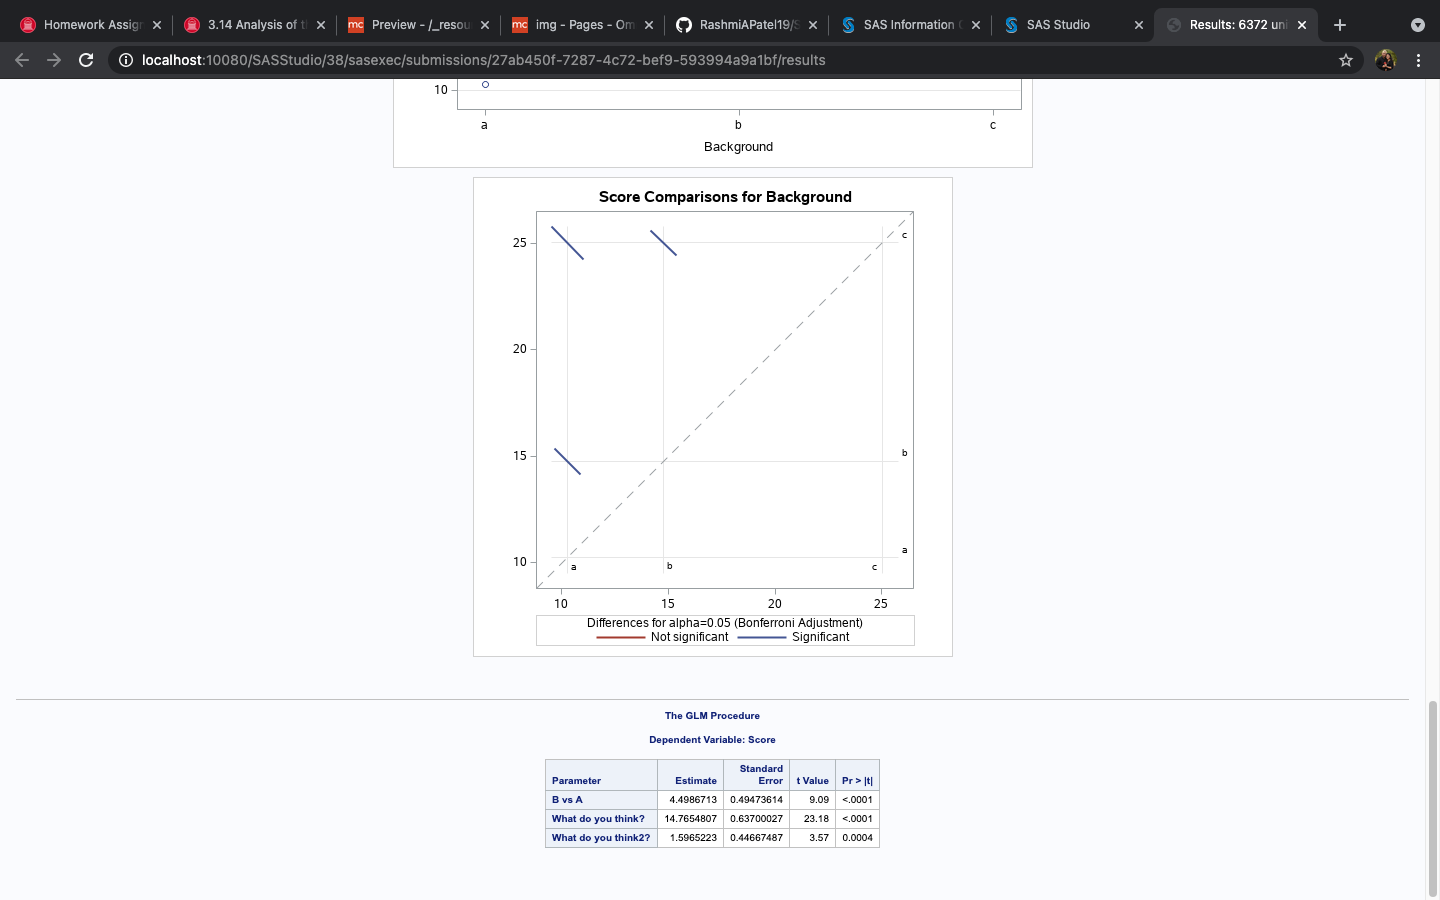 Homework Assign
3.14 Analysis of t
mc Preview - /_resou
mc img - Pages - Om
RashmiAPatel19/S
SAS Information C
SAS Studio
Results: 6372 uni
localhost:10080/SASStudio/38/sasexec/submissions/27ab450f-7287-4c72-bef9-593994a9a1bf/results
10
a b c
Background
Score Comparisons for Background
25
20
15
10
c
b
a
a b c
10 15 20 25
Differences for alpha=0.05 (Bonferroni Adjustment)
Not significant Significant
The GLM Procedure
Dependent Variable: Score
Parameter Estimate Standard Error t Value Pr > |t|
B vs A 4.4986713 0.49473614 9.09 <.0001
What do you think? 14.7654807 0.63700027 23.18 <.0001
What do you think2? 1.5965223 0.44667487 3.57 0.0004